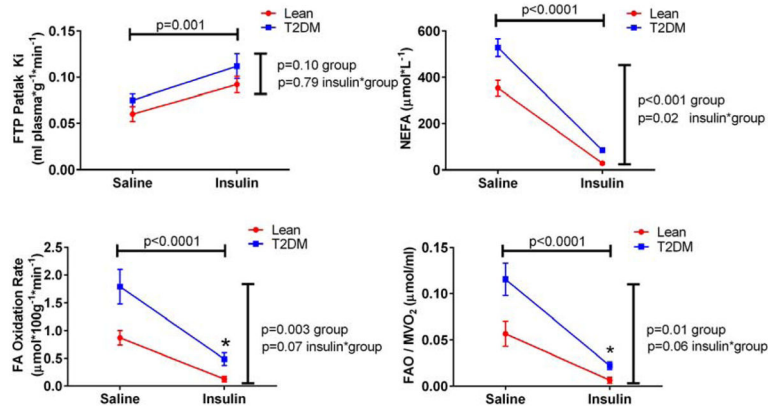 p=0.001
Lean
T2DM
FTP Patlak Ki
(ml plasma*g⁻¹*min⁻¹)
0.15
0.10
0.05
0.00
p=0.10 group
p=0.79 insulin*group
Saline
Insulin
p<0.0001
Lean
T2DM
NEFA
(μmol*L⁻¹)
600
400
200
0
p<0.001 group
p=0.02 insulin*group
Saline
Insulin
p<0.0001
Lean
T2DM
FA Oxidation Rate
(μmol*100g⁻¹*min⁻¹)
2.5
2.0
1.5
1.0
0.5
0.0
*
p=0.003 group
p=0.07 insulin*group
Saline
Insulin
p<0.0001
Lean
T2DM
FAO / MVO₂ (μmol/ml)
0.15
0.10
0.05
0.00
*
p=0.01 group
p=0.06 insulin*group
Saline
Insulin